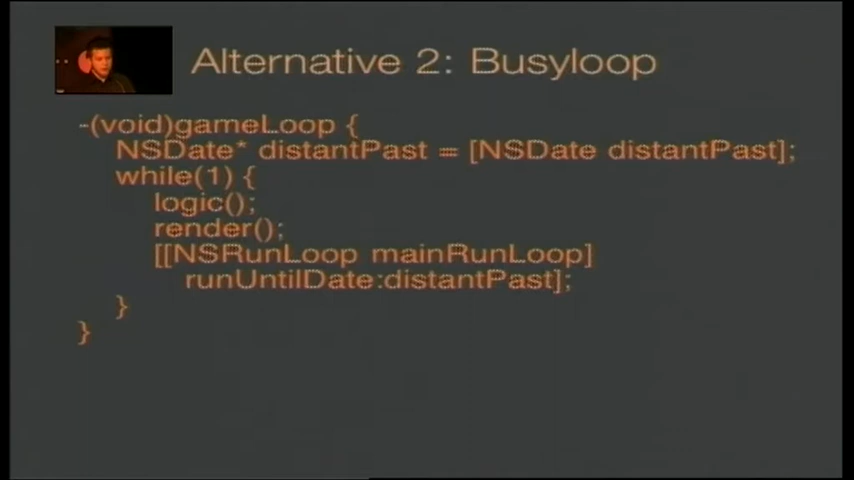 Alternative 2: Busyloop
-(void)gameLoop {
NSDate* distantPast = [NSDate distantPast];
while(1) {
logic();
render();
[[NSRunLoop mainRunLoop]
runUntilDate:distantPast];
}
}